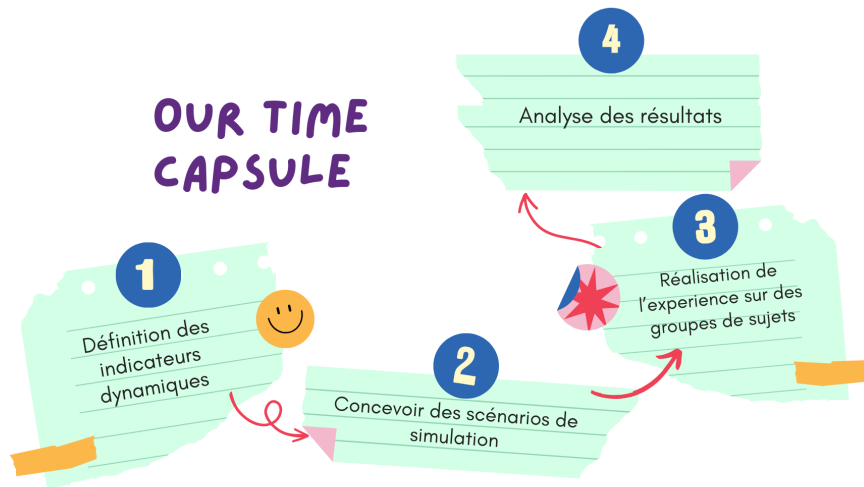 OUR TIME
CAPSULE
1
Définition des
indicateurs
dynamiques
2
Concevoir des scénarios de
simulation
3
Réalisation de
l'experience sur des
groupes de sujets
4
Analyse des résultats